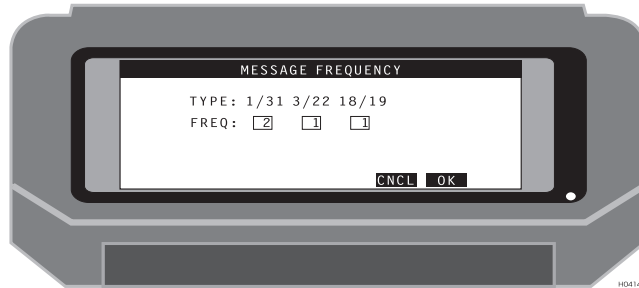 MESSAGE FREQUENCY
TYPE: 1/31 3/22 18/19
FREQ: 2 1 1
CNCL OK